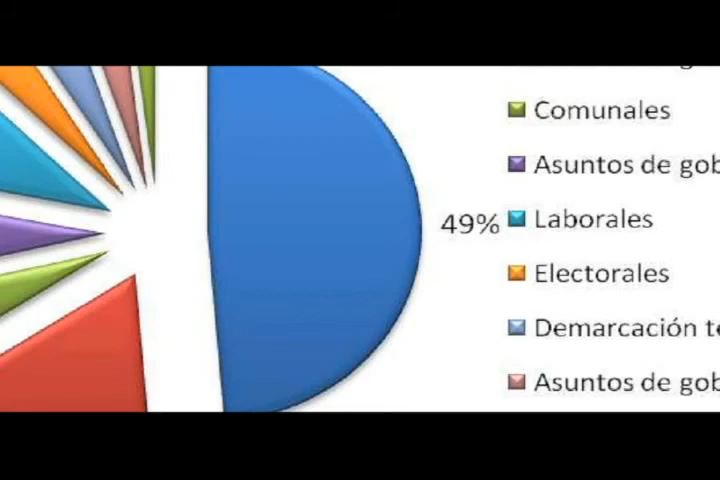 Comunales
Asuntos de gob
49%
Laborales
Electorales
Demarcación te
Asuntos de gob